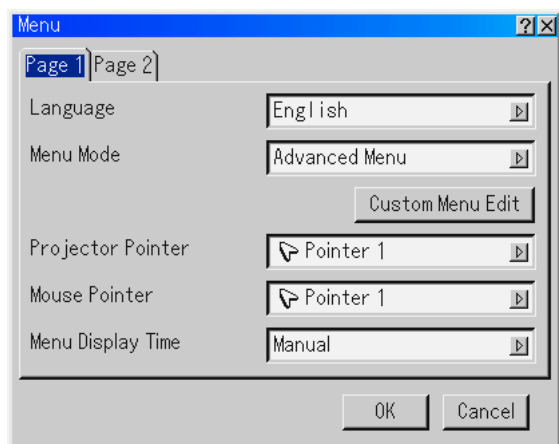 Menu
Page 1 Page 2
Language English
Menu Mode Advanced Menu
Custom Menu Edit
Projector Pointer Pointer 1
Mouse Pointer Pointer 1
Menu Display Time Manual
OK Cancel